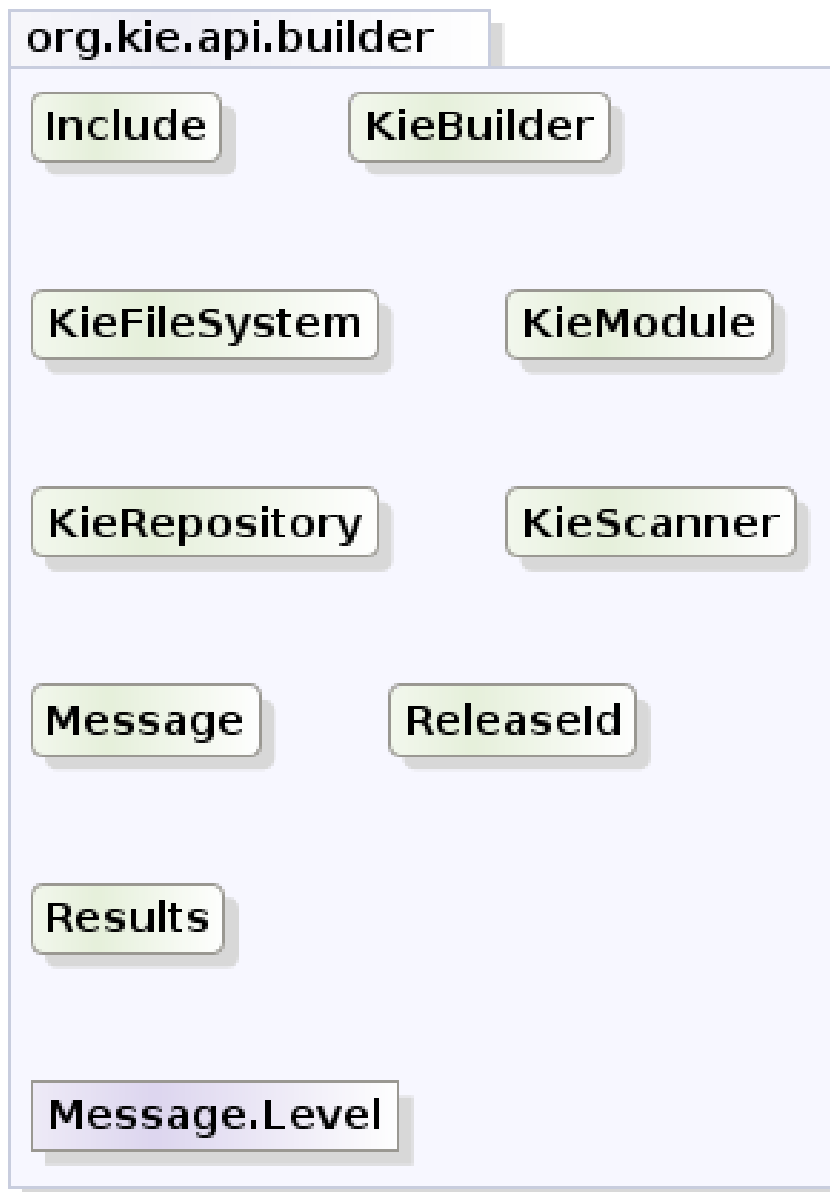 org.kie.api.builder
Include KieBuilder
KieFileSystem KieModule
KieRepository KieScanner
Message ReleaseId
Results
Message.Level